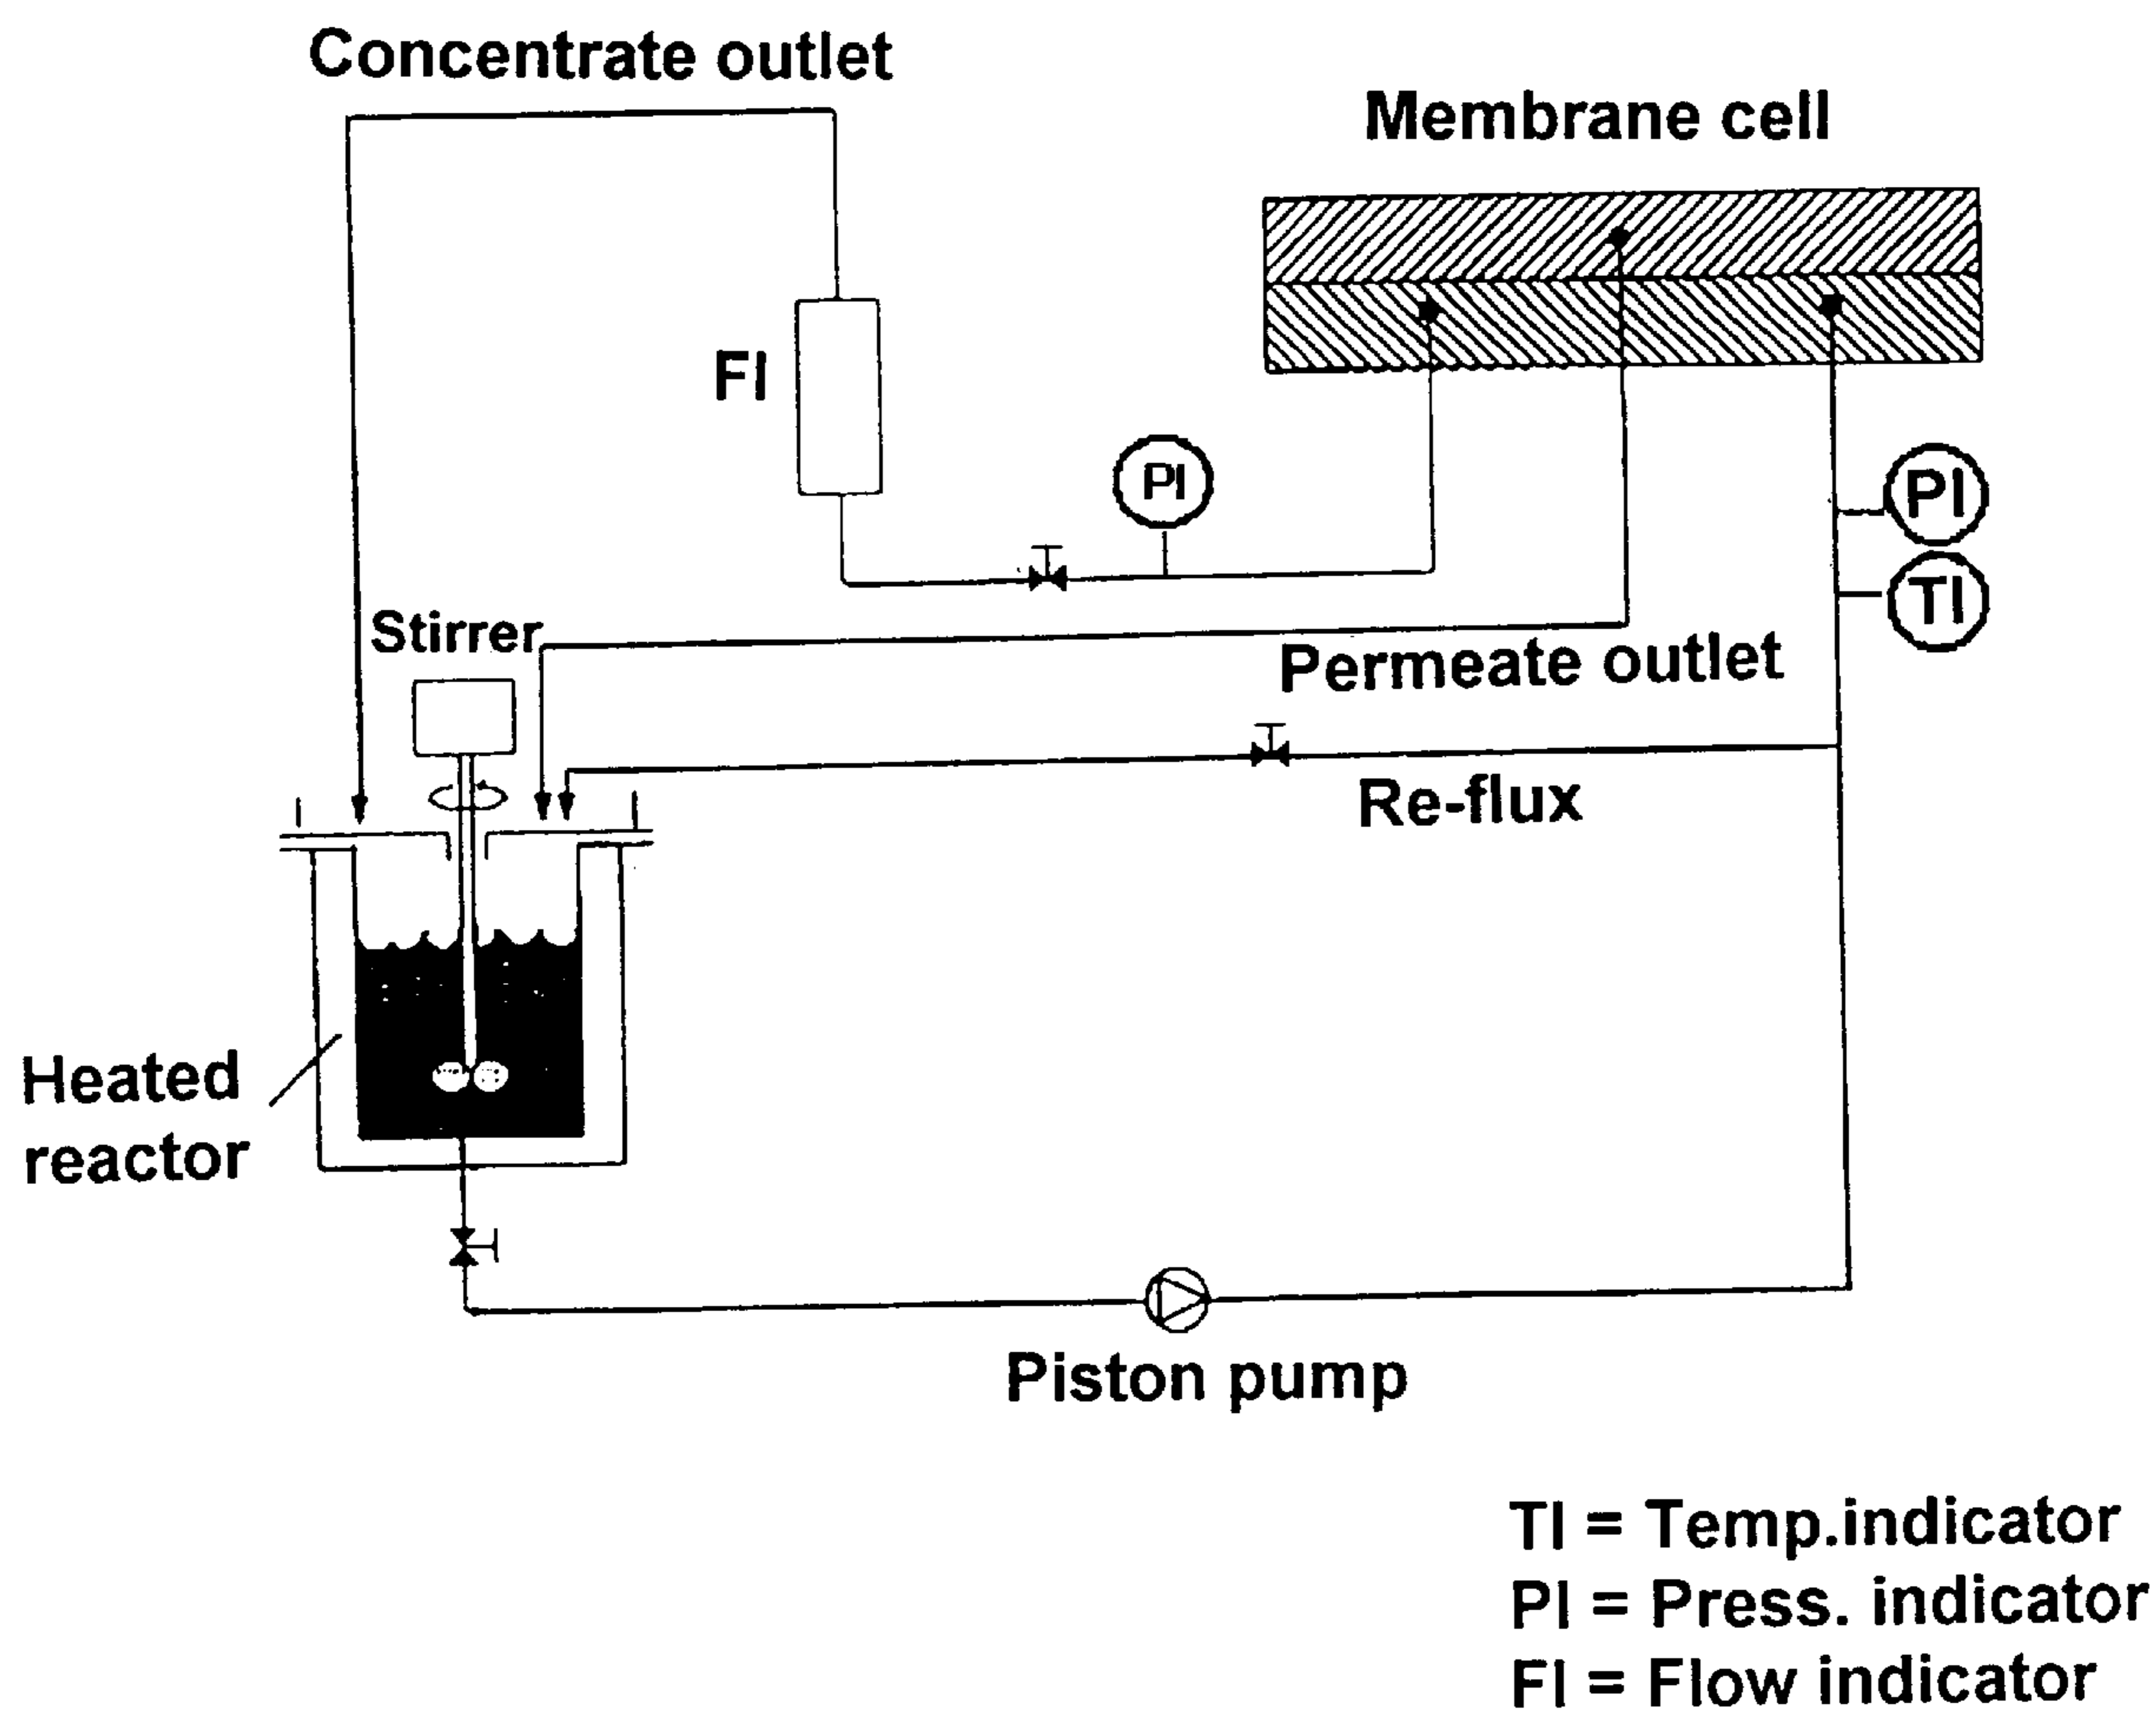 Concentrate outlet
Membrane cell
FI
PI
PI
TI
Stirrer
Permeate outlet
Re-flux
Heated
reactor
Piston pump
TI = Temp.indicator
PI = Press. indicator
FI = Flow indicator